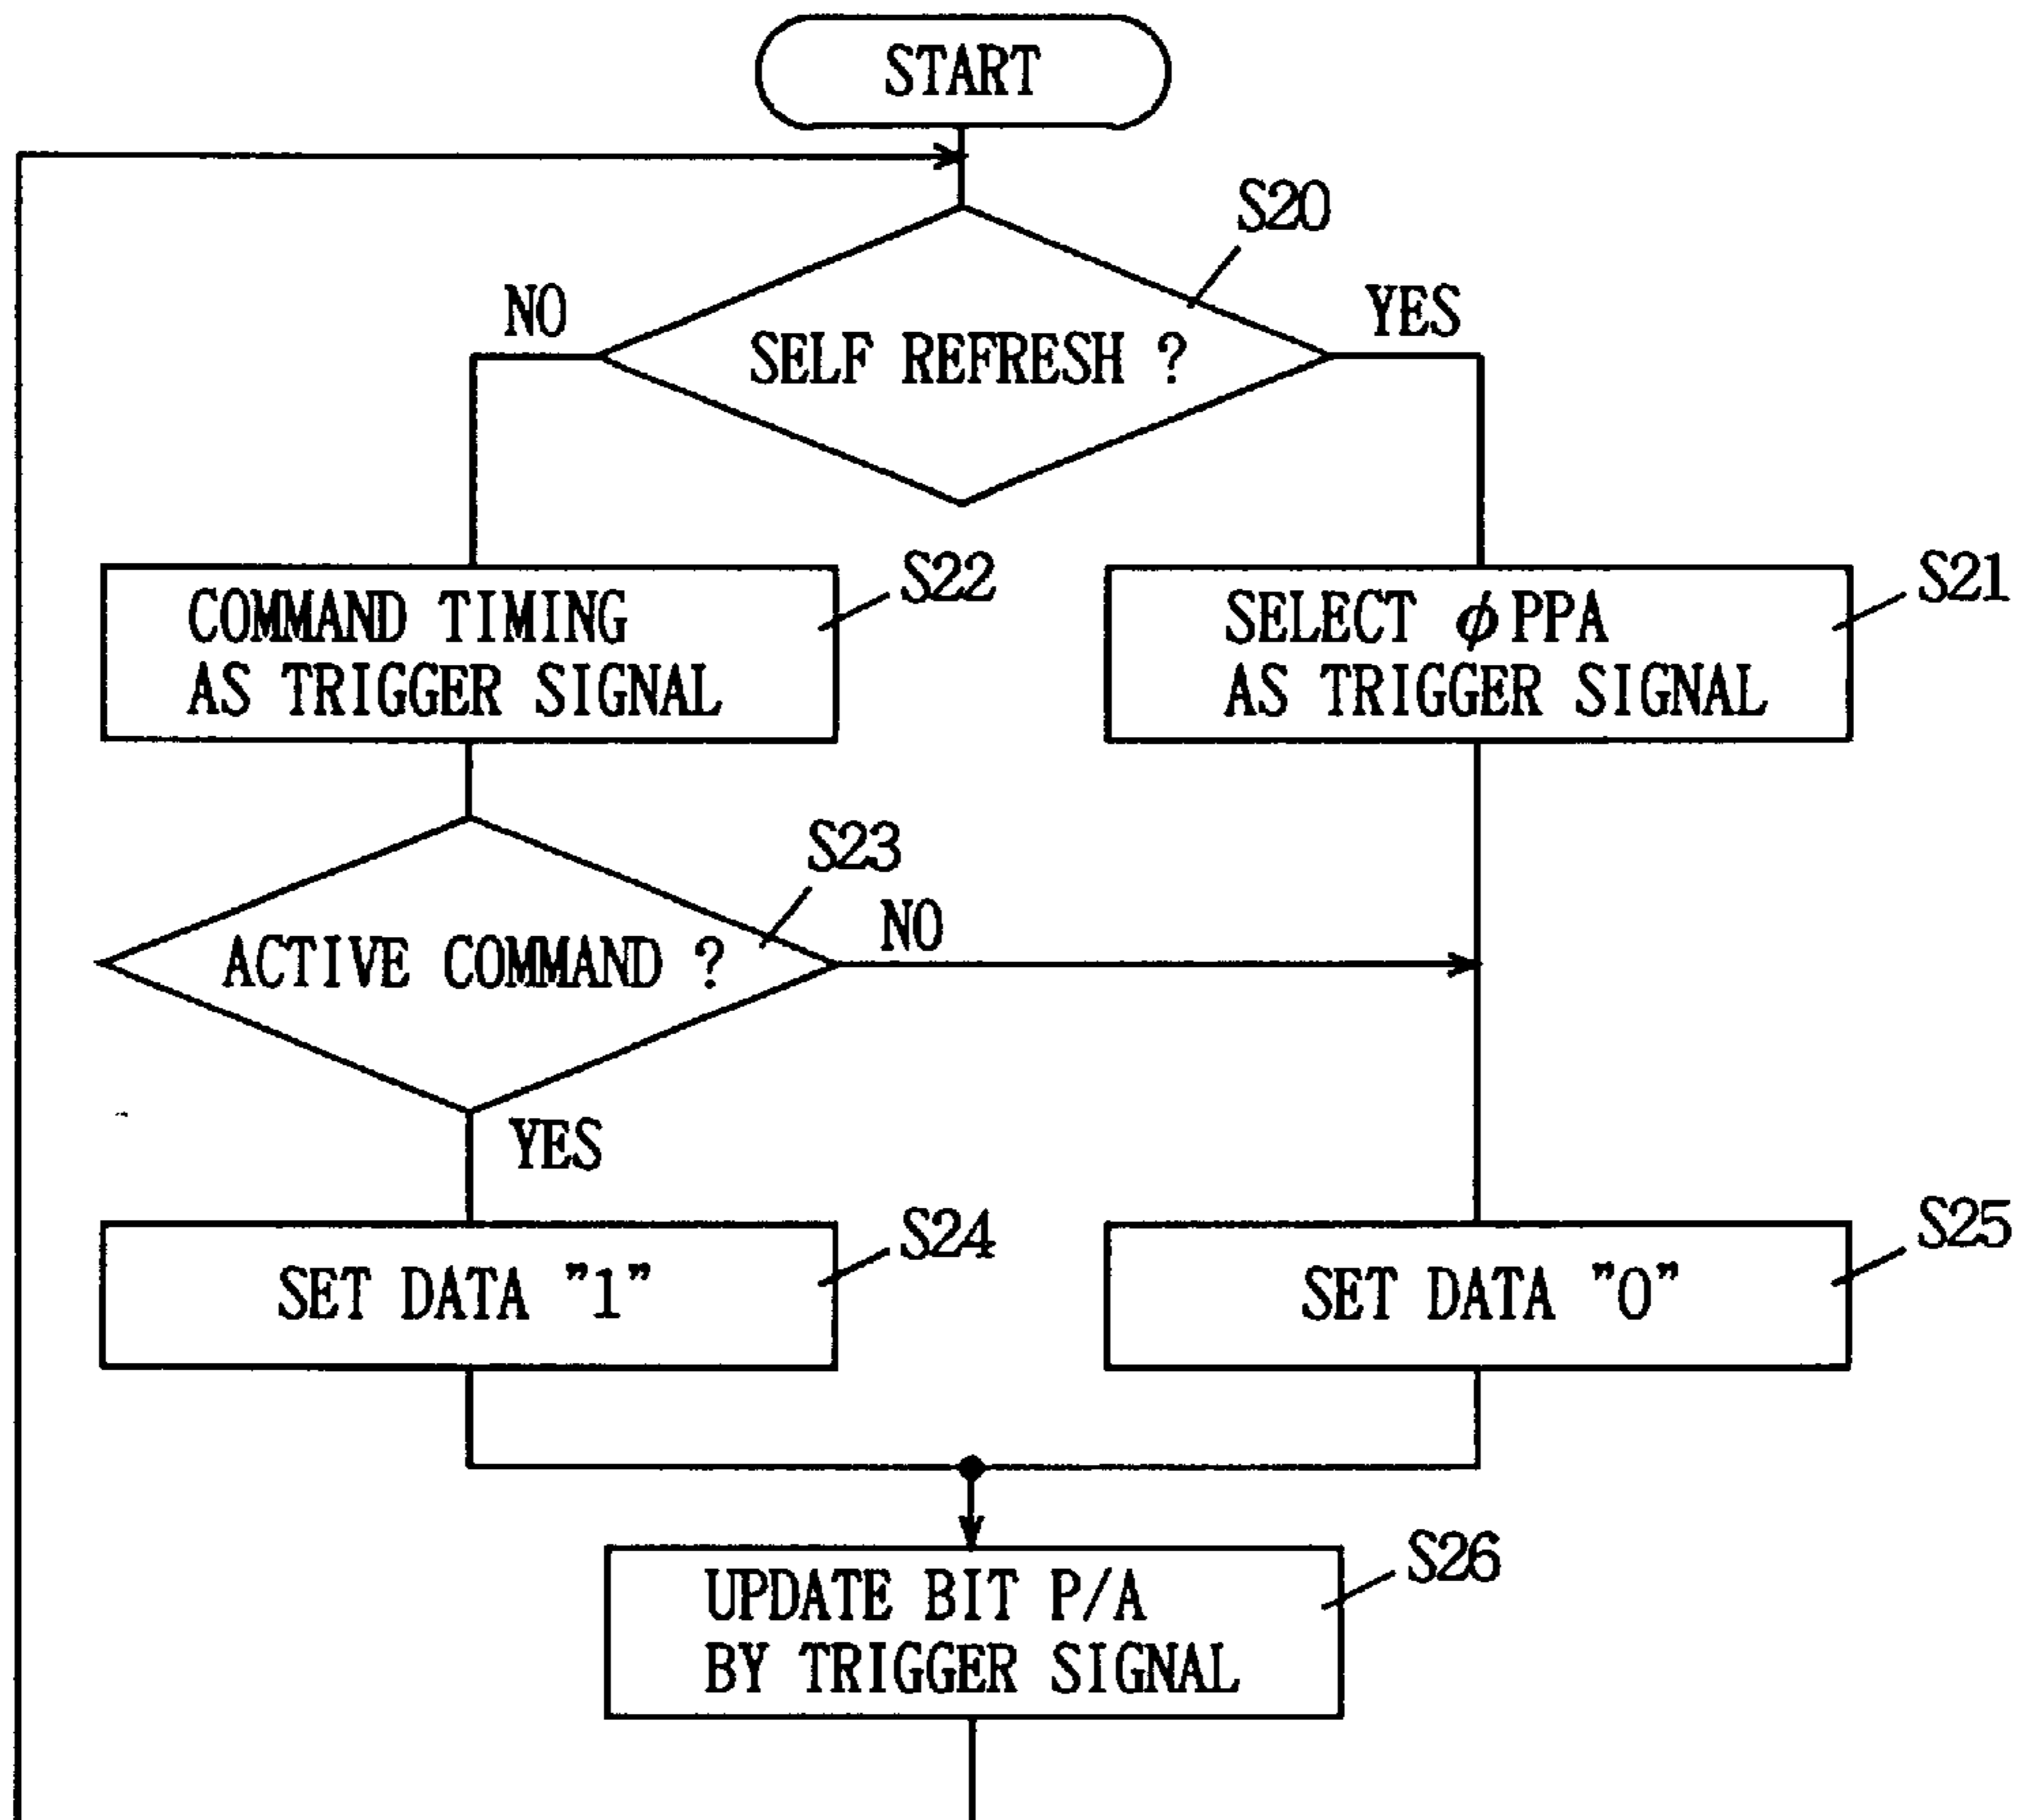 START
S20
NO
YES
SELF REFRESH ?
S22
S21
COMMAND TIMING
AS TRIGGER SIGNAL
SELECT ϕPPA
AS TRIGGER SIGNAL
S23
NO
ACTIVE COMMAND ?
YES
S24
S25
SET DATA "1"
SET DATA "0"
S26
UPDATE BIT P/A
BY TRIGGER SIGNAL